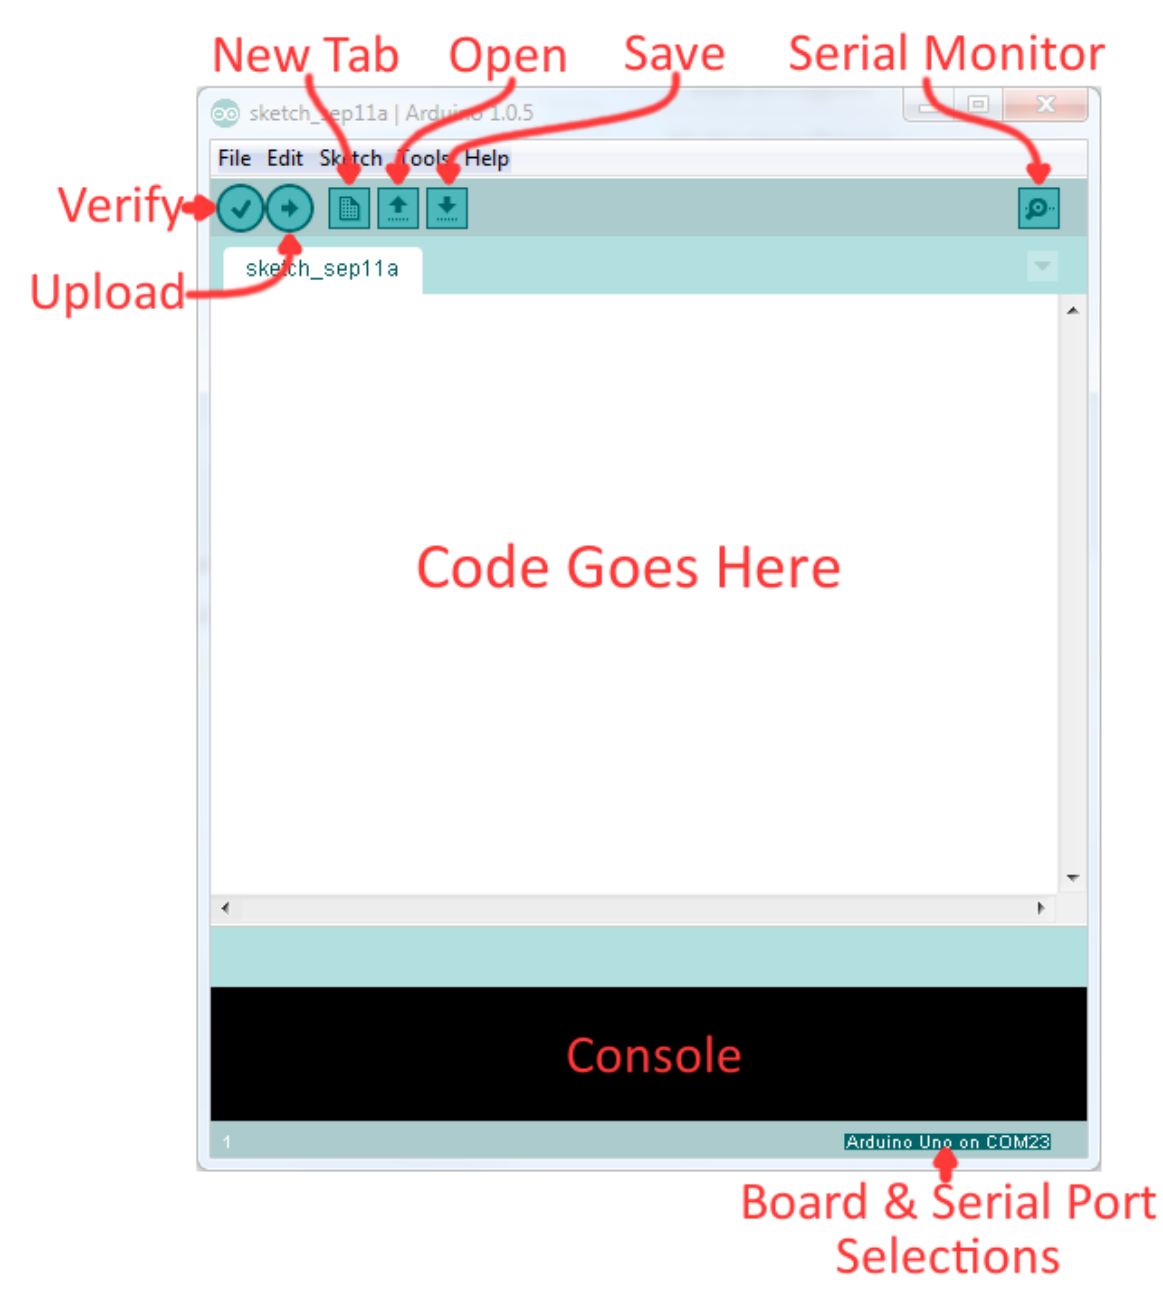 New Tab Open Save Serial Monitor
sketch_sep11a | Arduino 1.0.5
File Edit Sketch Tools Help
Verify
sketch_sep11a
Upload
Code Goes Here
Console
1
Arduino Uno on COM23
Board & Serial Port
Selections